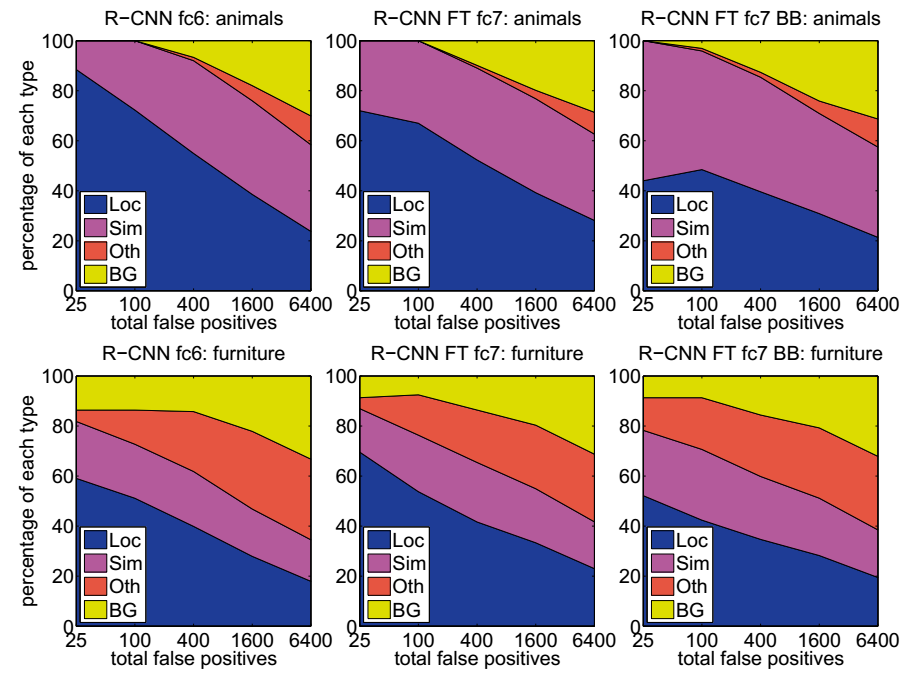 R−CNN fc6: animals
R−CNN FT fc7: animals
R−CNN FT fc7 BB: animals
percentage of each type
100
80
60
40
20
0
Loc
Sim
Oth
BG
25 100 400 1600 6400
total false positives
100
80
60
40
20
0
Loc
Sim
Oth
BG
25 100 400 1600 6400
total false positives
100
80
60
40
20
0
Loc
Sim
Oth
BG
25 100 400 1600 6400
total false positives
R−CNN fc6: furniture
R−CNN FT fc7: furniture
R−CNN FT fc7 BB: furniture
percentage of each type
100
80
60
40
20
0
Loc
Sim
Oth
BG
25 100 400 1600 6400
total false positives
100
80
60
40
20
0
Loc
Sim
Oth
BG
25 100 400 1600 6400
total false positives
100
80
60
40
20
0
Loc
Sim
Oth
BG
25 100 400 1600 6400
total false positives